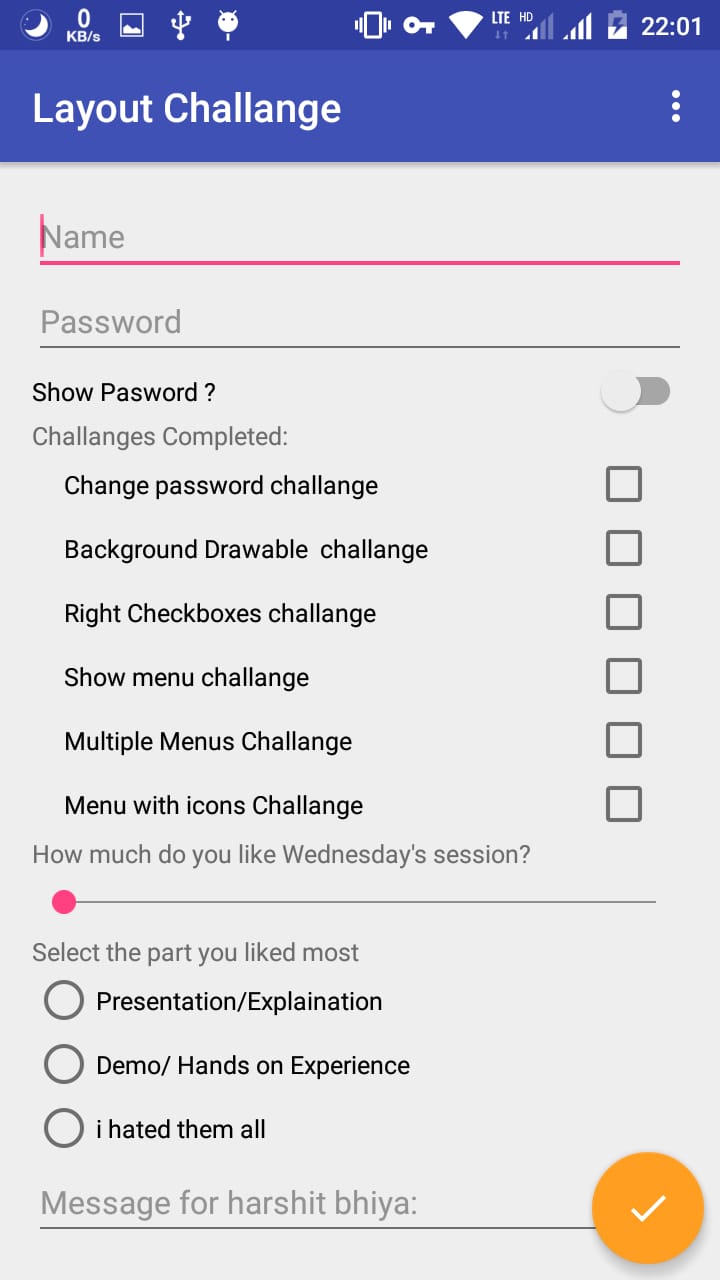 0
KB/s
LTE HD
22:01
Layout Challange
Name
Password
Show Pasword ?
Challanges Completed:
Change password challange
Background Drawable  challange
Right Checkboxes challange
Show menu challange
Multiple Menus Challange
Menu with icons Challange
How much do you like Wednesday's session?
Select the part you liked most
Presentation/Explaination
Demo/ Hands on Experience
i hated them all
Message for harshit bhiya: